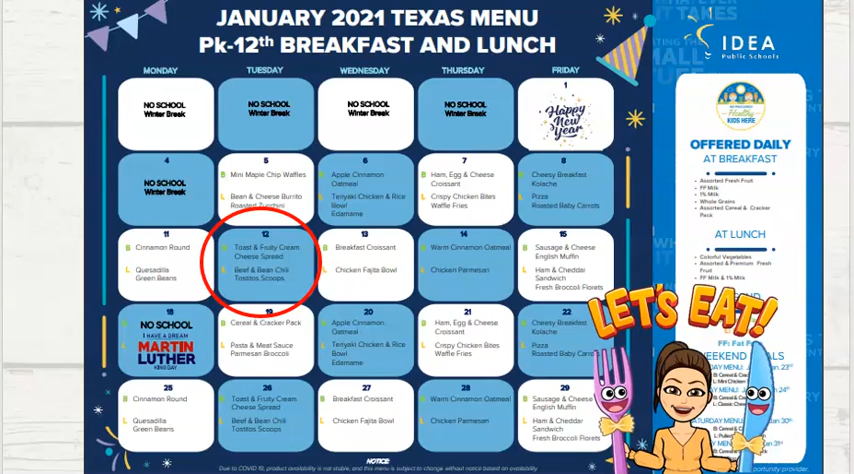 JANUARY 2021 TEXAS MENU
Pk-12th BREAKFAST AND LUNCH
IDEA
Public Schools
MONDAY TUESDAY WEDNESDAY THURSDAY FRIDAY
NO SCHOOL
Winter Break
NO SCHOOL
Winter Break
NO SCHOOL
Winter Break
NO SCHOOL
Winter Break
1
Happy
New
Year
4
NO SCHOOL
Winter Break
5
B Mini Maple Chip Waffles
L Bean & Cheese Burrito
Roasted Zucchini
6
B Apple Cinnamon
Oatmeal
L Teriyaki Chicken & Rice
Bowl
Edamame
7
B Ham, Egg & Cheese
Croissant
L Crispy Chicken Bites
Waffle Fries
8
B Cheesy Breakfast
Kolache
L Pizza
Roasted Baby Carrots
11
B Cinnamon Round
L Quesadilla
Green Beans
12
Toast & Fruity Cream
Cheese Spread
L Beef & Bean Chili
Tostitos Scoops
13
B Breakfast Croissant
L Chicken Fajita Bowl
14
B Warm Cinnamon Oatmeal
L Chicken Parmesan
15
B Sausage & Cheese
English Muffin
L Ham & Cheddar
Sandwich
Fresh Broccoli Florets
18
NO SCHOOL
I HAVE A DREAM
MARTIN
LUTHER
KING DAY
19
B Cereal & Cracker Pack
L Pasta & Meat Sauce
Parmesan Broccoli
20
B Apple Cinnamon
Oatmeal
L Teriyaki Chicken & Rice
Bowl
Edamame
21
B Ham, Egg & Cheese
Croissant
L Crispy Chicken Bites
Waffle Fries
22
B Cheesy Breakfast
Kolache
L Pizza
Roasted Baby
25
B Cinnamon Round
L Quesadilla
Green Beans
26
B Toast & Fruity Cream
Cheese Spread
L Beef & Bean Chili
Tostitos Scoops
27
B Breakfast Croissant
L Chicken Fajita Bowl
28
B Warm Cinnamon Oatmeal
L Chicken Parmesan
29
B Sausage & Cheese
English Muffin
L Ham & Cheddar
Sandwich
Fresh Broccoli Florets
NOTICE
Due to COVID 19, product availability is not stable, and this menu is subject to change without notice based on availability
Healthy
KIDS HERE
OFFERED DAILY
AT BREAKFAST
• Assorted Fresh Fruit
• FF Milk
• 1% Milk
• Whole Grains
• Assorted Cereal & Cracker
Pack
AT LUNCH
• Colorful Vegetables
• Assorted & Premium Fresh
Fruit
• FF Milk & 1% Milk
LET'S EAT!
FF: Fat